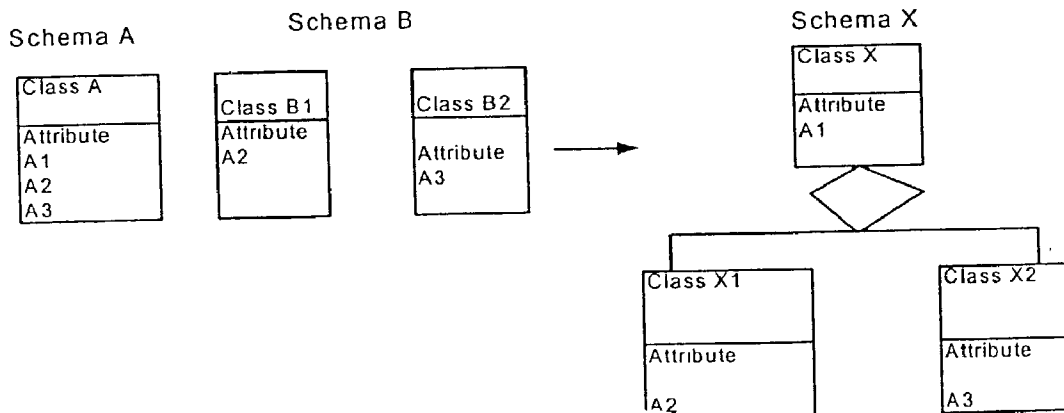 Schema A
Schema B
Schema X
Class A
Attribute
A1
A2
A3
Class B1
Attribute
A2
Class B2
Attribute
A3
Class X
Attribute
A1
Class X1
Attribute
A2
Class X2
Attribute
A3